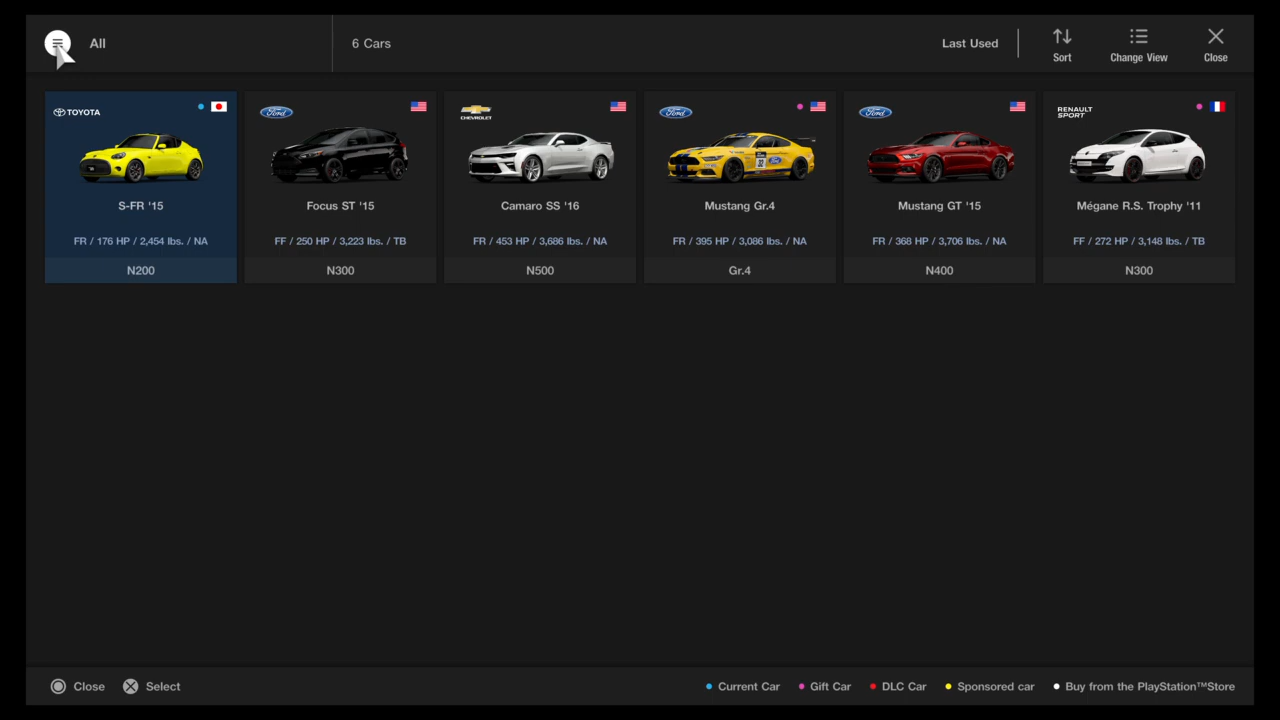 All
6 Cars
Last Used
Sort
Change View
Close
TOYOTA
S-FR '15
FR / 176 HP / 2,454 lbs. / NA
N200
Ford
Focus ST '15
FF / 250 HP / 3,223 lbs. / TB
N300
CHEVROLET
Camaro SS '16
FR / 453 HP / 3,686 lbs. / NA
N500
Ford
32
Mustang Gr.4
FR / 395 HP / 3,086 lbs. / NA
Gr.4
Ford
Mustang GT '15
FR / 368 HP / 3,706 lbs. / NA
N400
RENAULT
SPORT
Mégane R.S. Trophy '11
FF / 272 HP / 3,148 lbs. / TB
N300
Close
Select
Current Car
Gift Car
DLC Car
Sponsored car
Buy from the PlayStation™Store